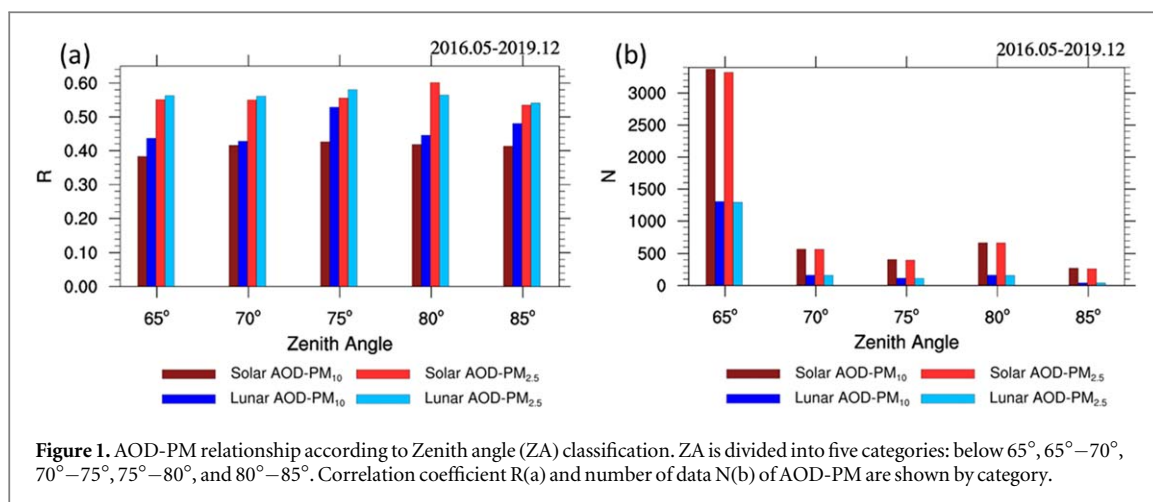 (a)
2016.05-2019.12
0.60
0.50
0.40
0.30
0.20
0.10
0.00
R
65° 70° 75° 80° 85°
Zenith Angle
Solar AOD-PM₁₀ Solar AOD-PM₂.₅
Lunar AOD-PM₁₀ Lunar AOD-PM₂.₅
(b)
2016.05-2019.12
3000
2500
2000
1500
1000
500
0
N
65° 70° 75° 80° 85°
Zenith Angle
Solar AOD-PM₁₀ Solar AOD-PM₂.₅
Lunar AOD-PM₁₀ Lunar AOD-PM₂.₅
Figure 1. AOD-PM relationship according to Zenith angle (ZA) classification. ZA is divided into five categories: below 65°, 65°−70°,
70°−75°, 75°−80°, and 80°−85°. Correlation coefficient R(a) and number of data N(b) of AOD-PM are shown by category.